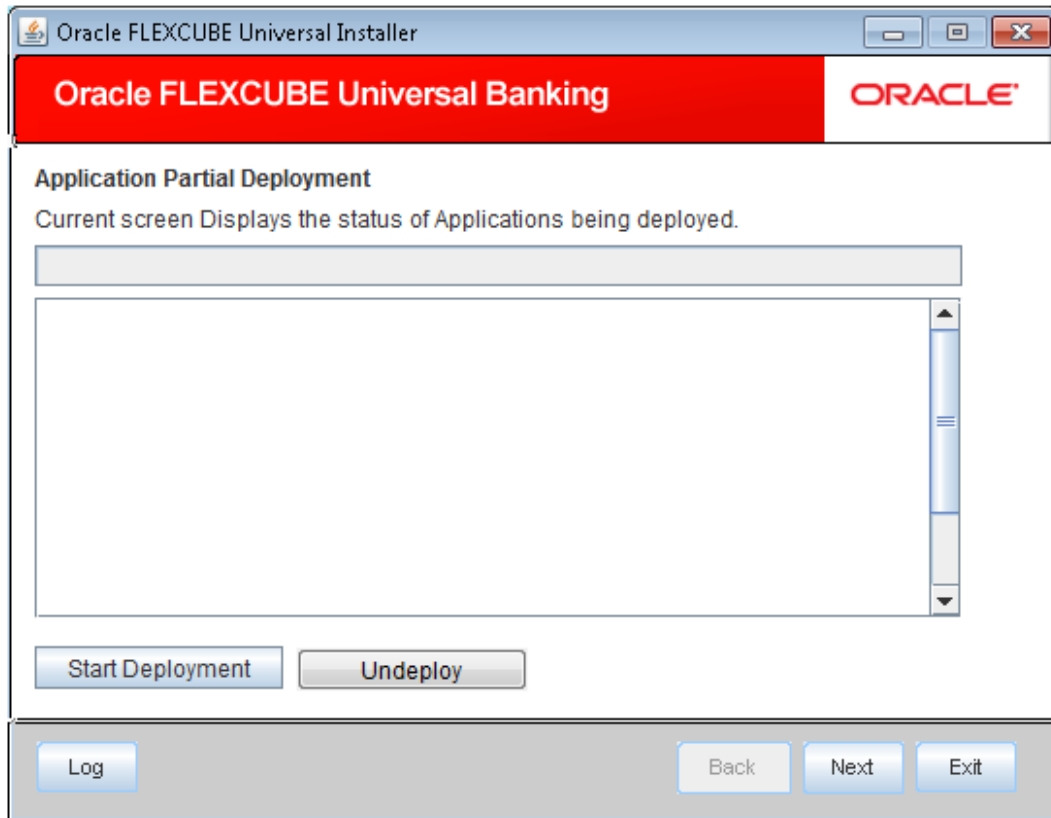 Oracle FLEXCUBE Universal Installer
Oracle FLEXCUBE Universal Banking
ORACLE
Application Partial Deployment
Current screen Displays the status of Applications being deployed.
Start Deployment
Undeploy
Log
Back
Next
Exit